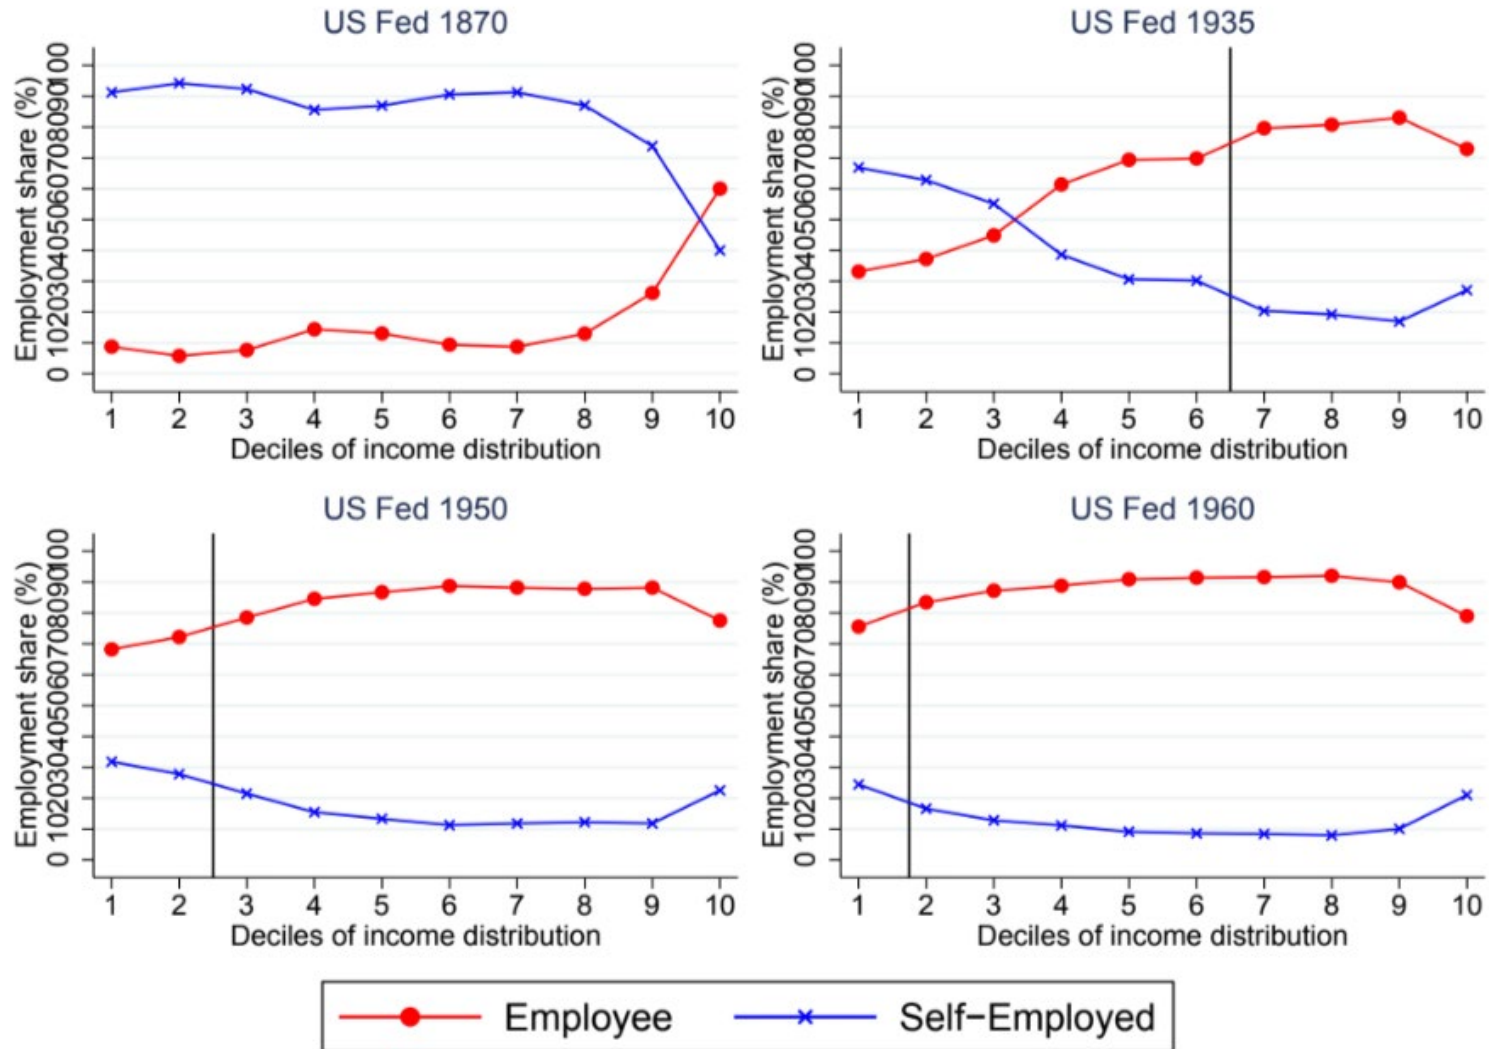 US Fed 1870
Employment share (%)
0 10 20 30 40 50 60 70 80 90 100
1 2 3 4 5 6 7 8 9 10
Deciles of income distribution
US Fed 1935
Employment share (%)
0 10 20 30 40 50 60 70 80 90 100
1 2 3 4 5 6 7 8 9 10
Deciles of income distribution
US Fed 1950
Employment share (%)
0 10 20 30 40 50 60 70 80 90 100
1 2 3 4 5 6 7 8 9 10
Deciles of income distribution
US Fed 1960
Employment share (%)
0 10 20 30 40 50 60 70 80 90 100
1 2 3 4 5 6 7 8 9 10
Deciles of income distribution
Employee
Self-Employed